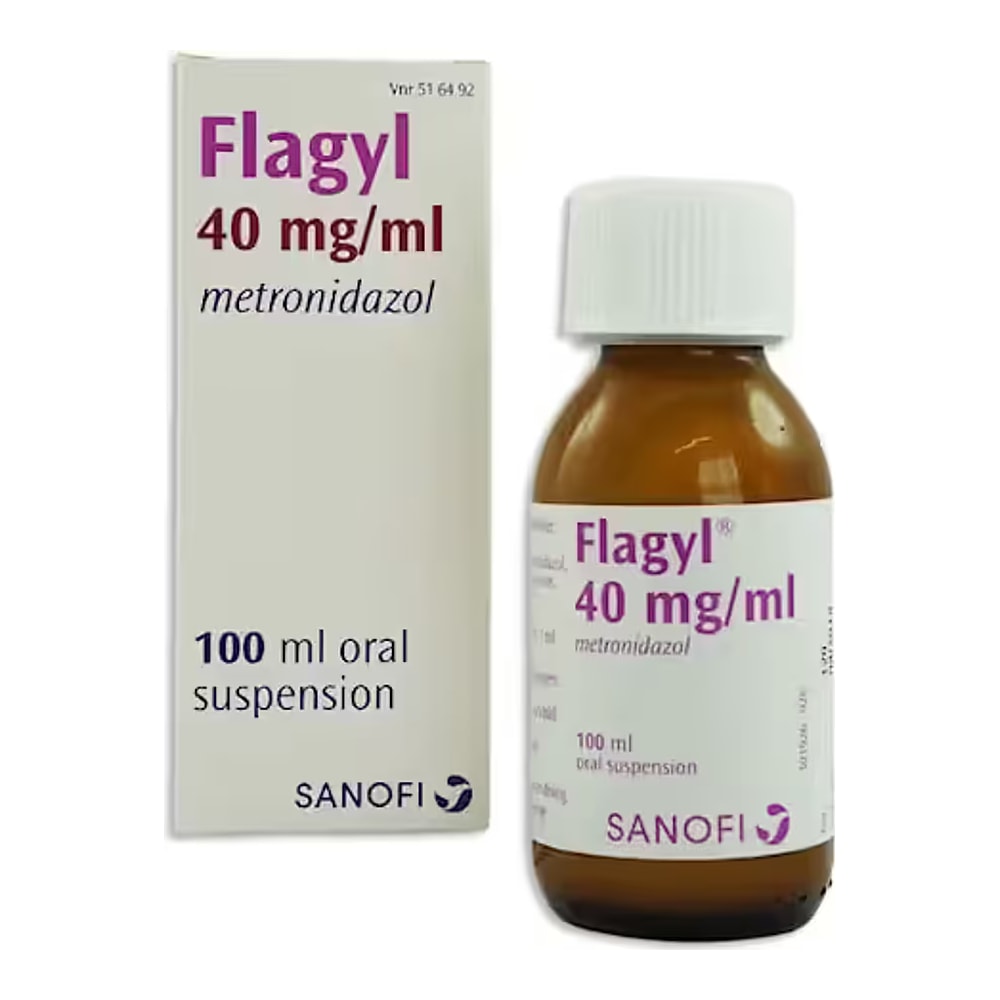 Vnr 51 64 92
Flagyl
40 mg/ml
metronidazol
100 ml oral
suspension
SANOFI
Flagyl®
40 mg/ml
metronidazol
100 ml
oral suspension
SANOFI